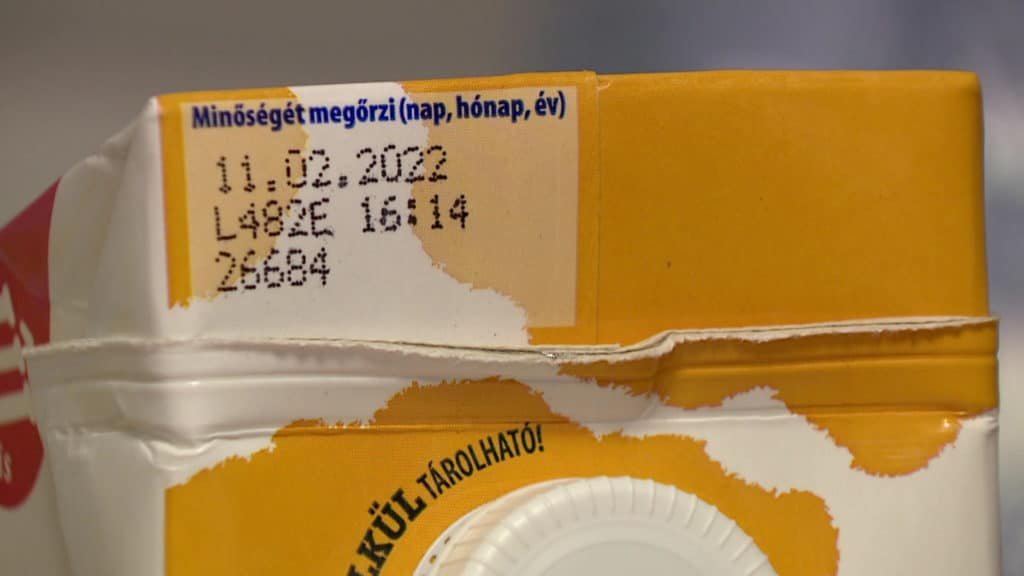 Minőségét megőrzi (nap, hónap, év)
11.02.2022
L482E 16:14
26684
TÁROLHATÓ!